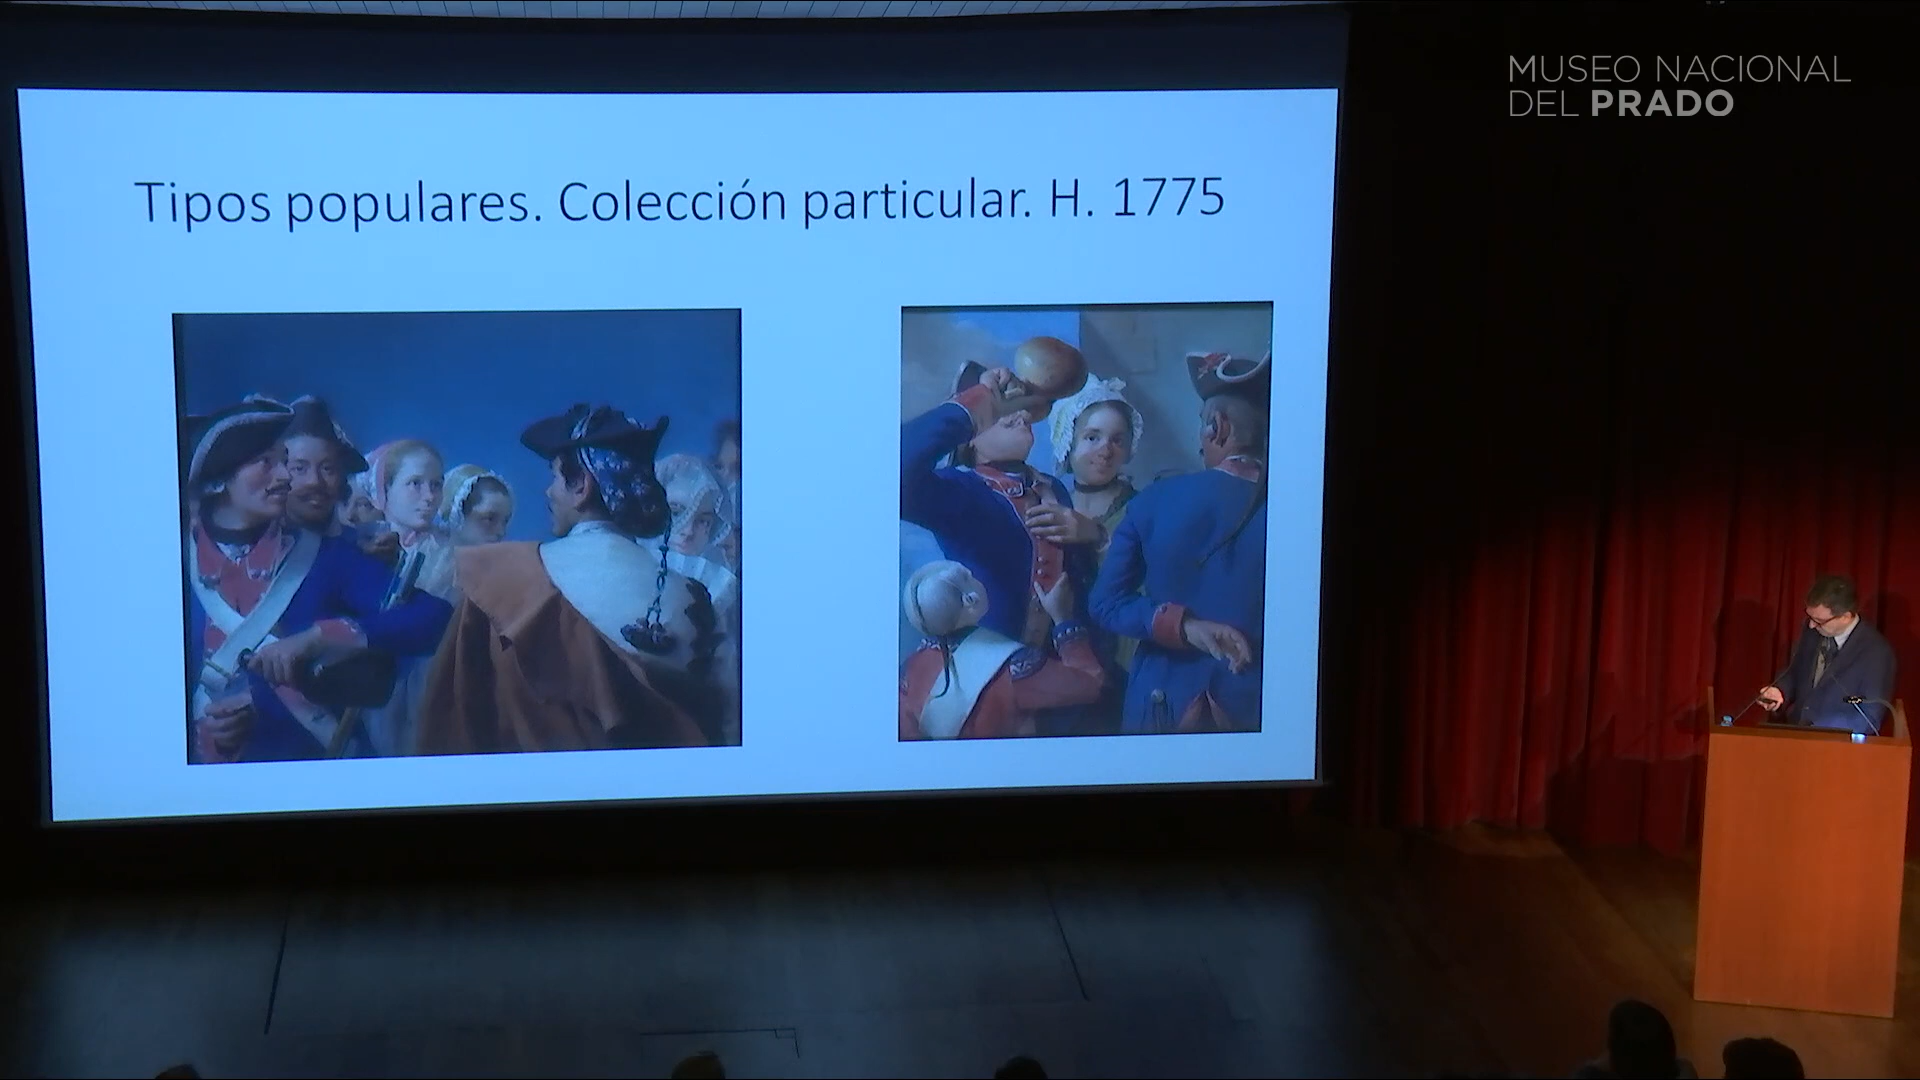 MUSEO NACIONAL
DEL PRADO
Tipos populares. Colección particular. H. 1775